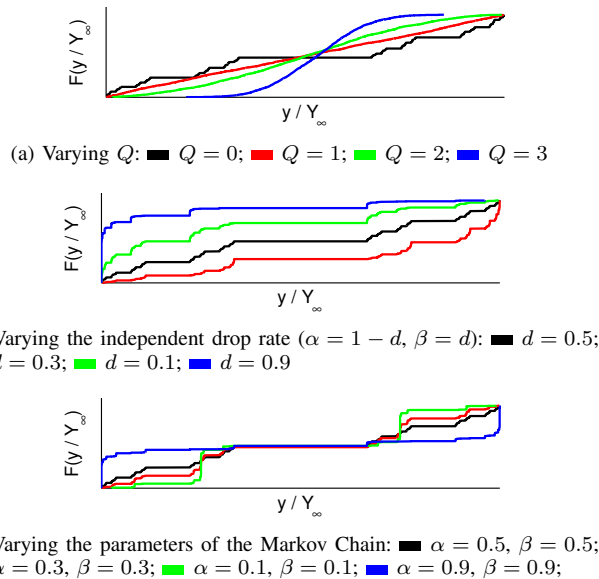 F(y / Y∞)
y / Y∞
(a) Varying Q: Q = 0; Q = 1; Q = 2; Q = 3
F(y / Y∞)
y / Y∞
Varying the independent drop rate (α = 1 − d, β = d): d = 0.5;
d = 0.3; d = 0.1; d = 0.9
F(y / Y∞)
y / Y∞
Varying the parameters of the Markov Chain: α = 0.5, β = 0.5;
α = 0.3, β = 0.3; α = 0.1, β = 0.1; α = 0.9, β = 0.9;